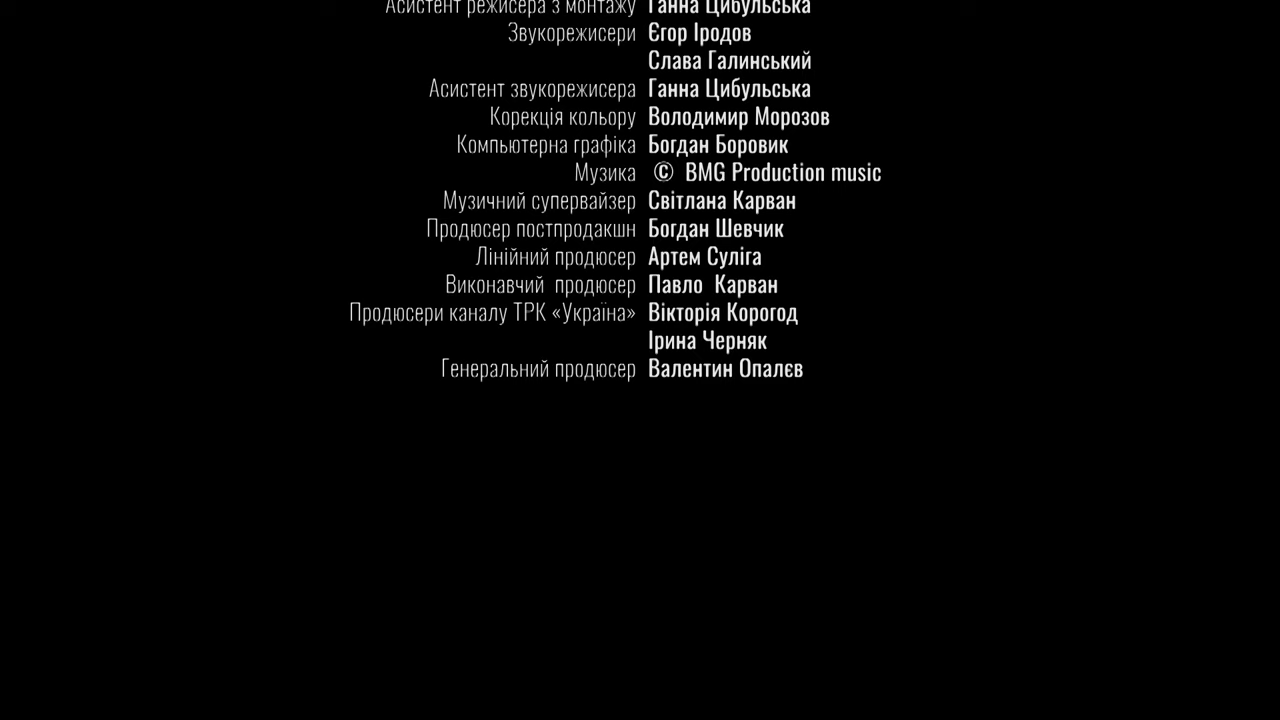 Асистент режисера з монтажу Ганна Цибульська
Звукорежисери Єгор Іродов
Слава Галинський
Асистент звукорежисера Ганна Цибульська
Корекція кольору Володимир Морозов
Компьютерна графіка Богдан Боровик
Музика © BMG Production music
Музичний супервайзер Світлана Карван
Продюсер постпродакшн Богдан Шевчик
Лінійний продюсер Артем Суліга
Виконавчий продюсер Павло Карван
Продюсери каналу ТРК «Україна» Вікторія Корогод
Ірина Черняк
Генеральний продюсер Валентин Опалєв